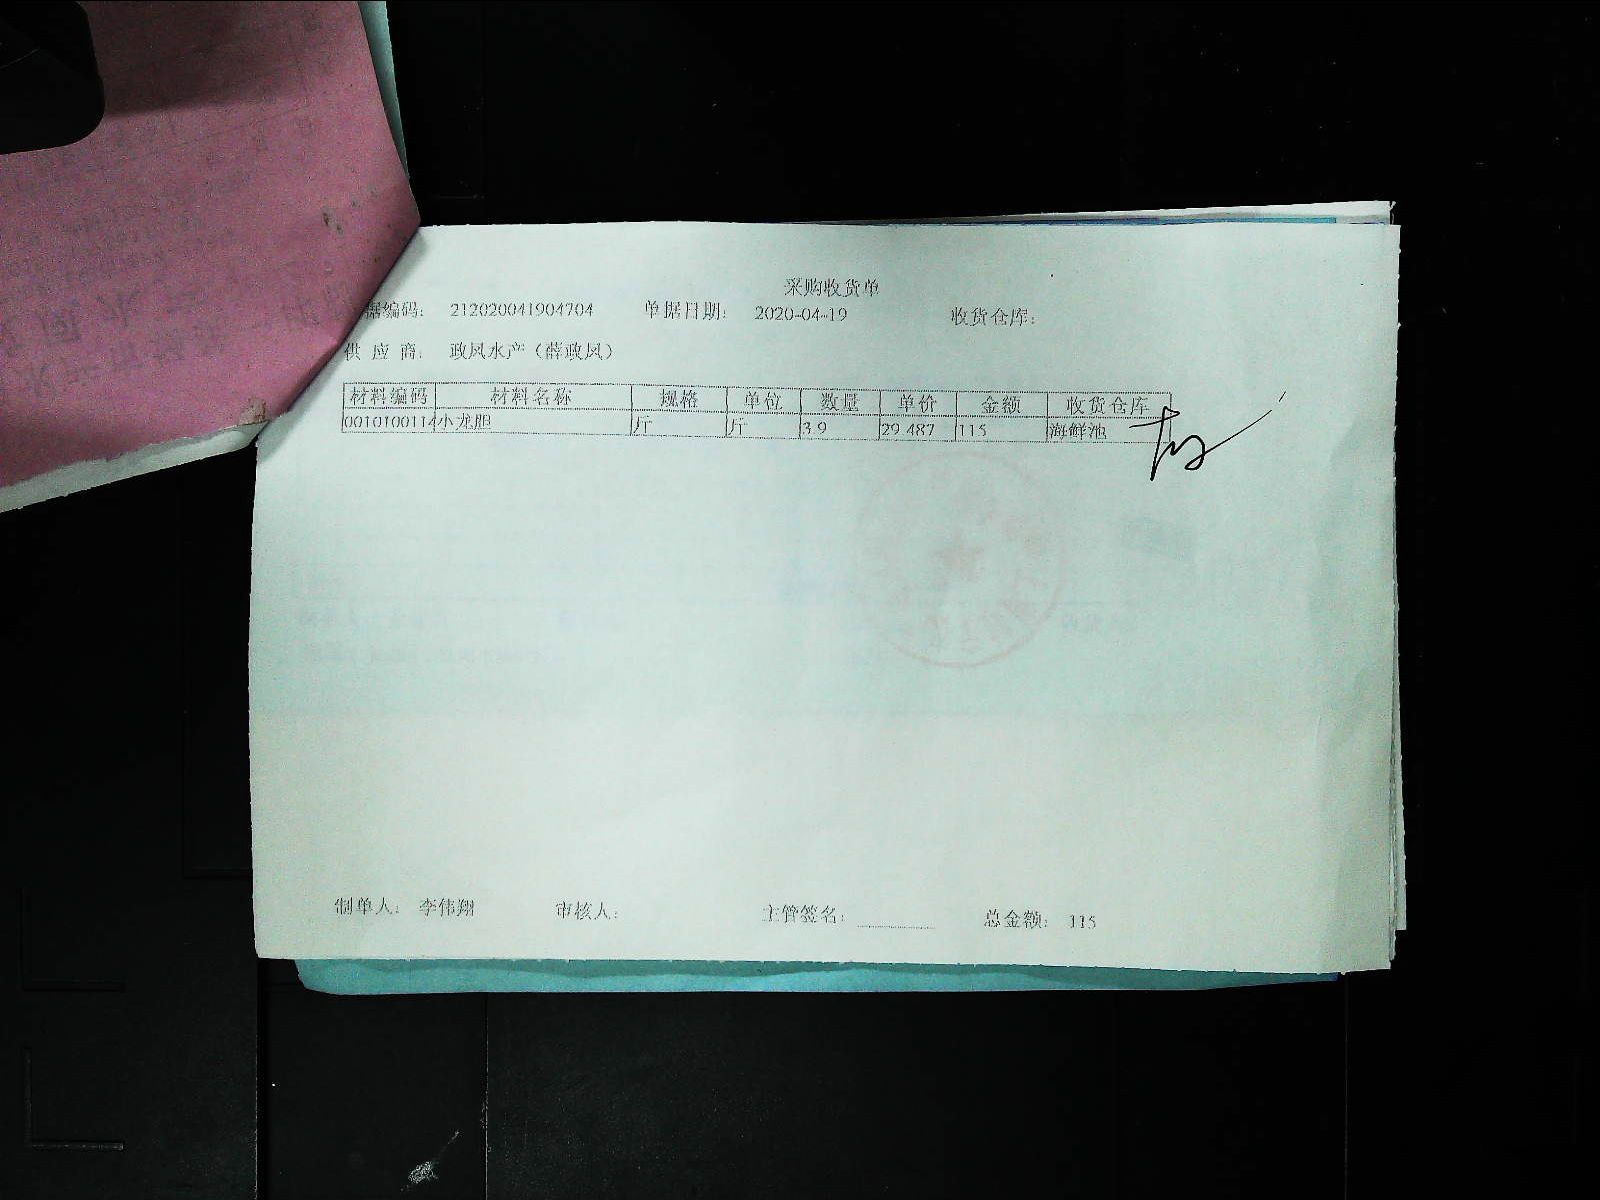 采购收货单
据编码： 212020041904704 单据日期： 2020-04-19 收货仓库：
供 应 商： 政风水产（薛政风）
材料编码 材料名称 规格 单位 数量 单价 金额 收货仓库
0010100114 小龙胆 斤 斤 3.9 29.487 115 海鲜池
制单人： 李伟翔 审核人： 主管签名： 总金额： 115